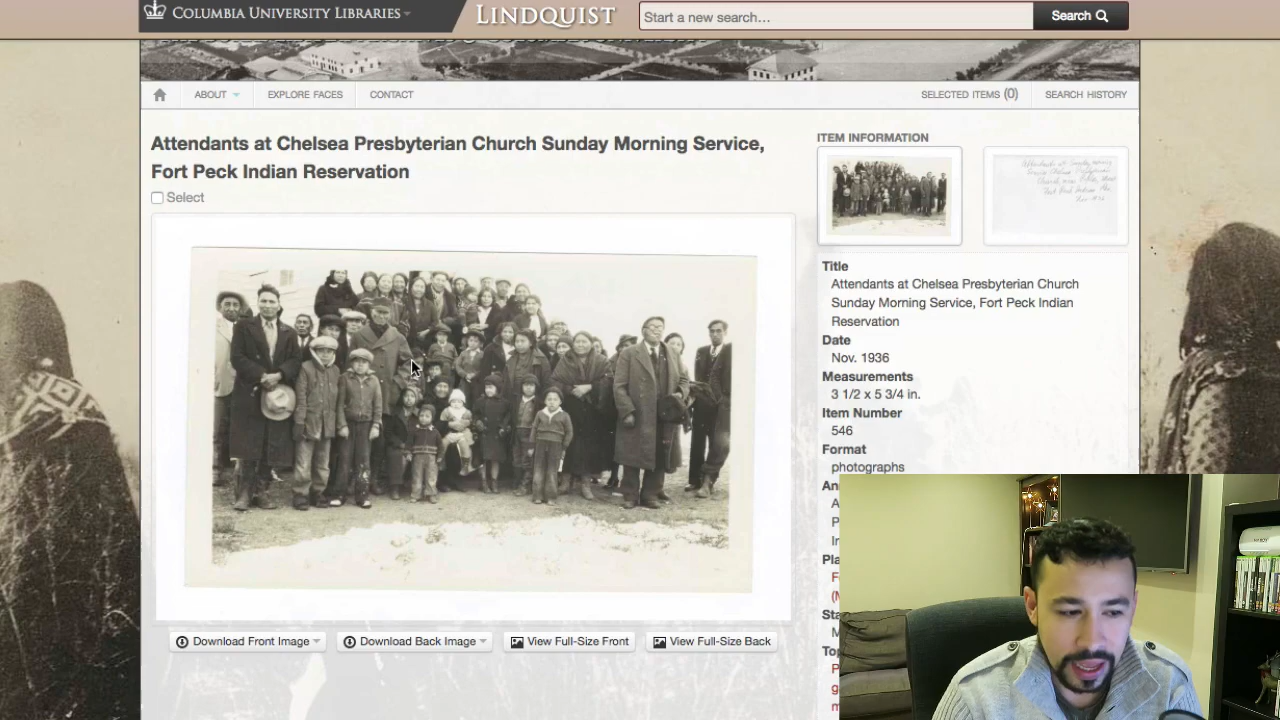 COLUMBIA UNIVERSITY LIBRARIES
LINDQUIST
Start a new search...
Search
ABOUT
EXPLORE FACES
CONTACT
SELECTED ITEMS (0)
SEARCH HISTORY
Attendants at Chelsea Presbyterian Church Sunday Morning Service,
Fort Peck Indian Reservation
Select
ITEM INFORMATION
Title
Attendants at Chelsea Presbyterian Church
Sunday Morning Service, Fort Peck Indian
Reservation
Date
Nov. 1936
Measurements
3 1/2 x 5 3/4 in.
Item Number
546
Format
photographs
Download Front Image
Download Back Image
View Full-Size Front
View Full-Size Back